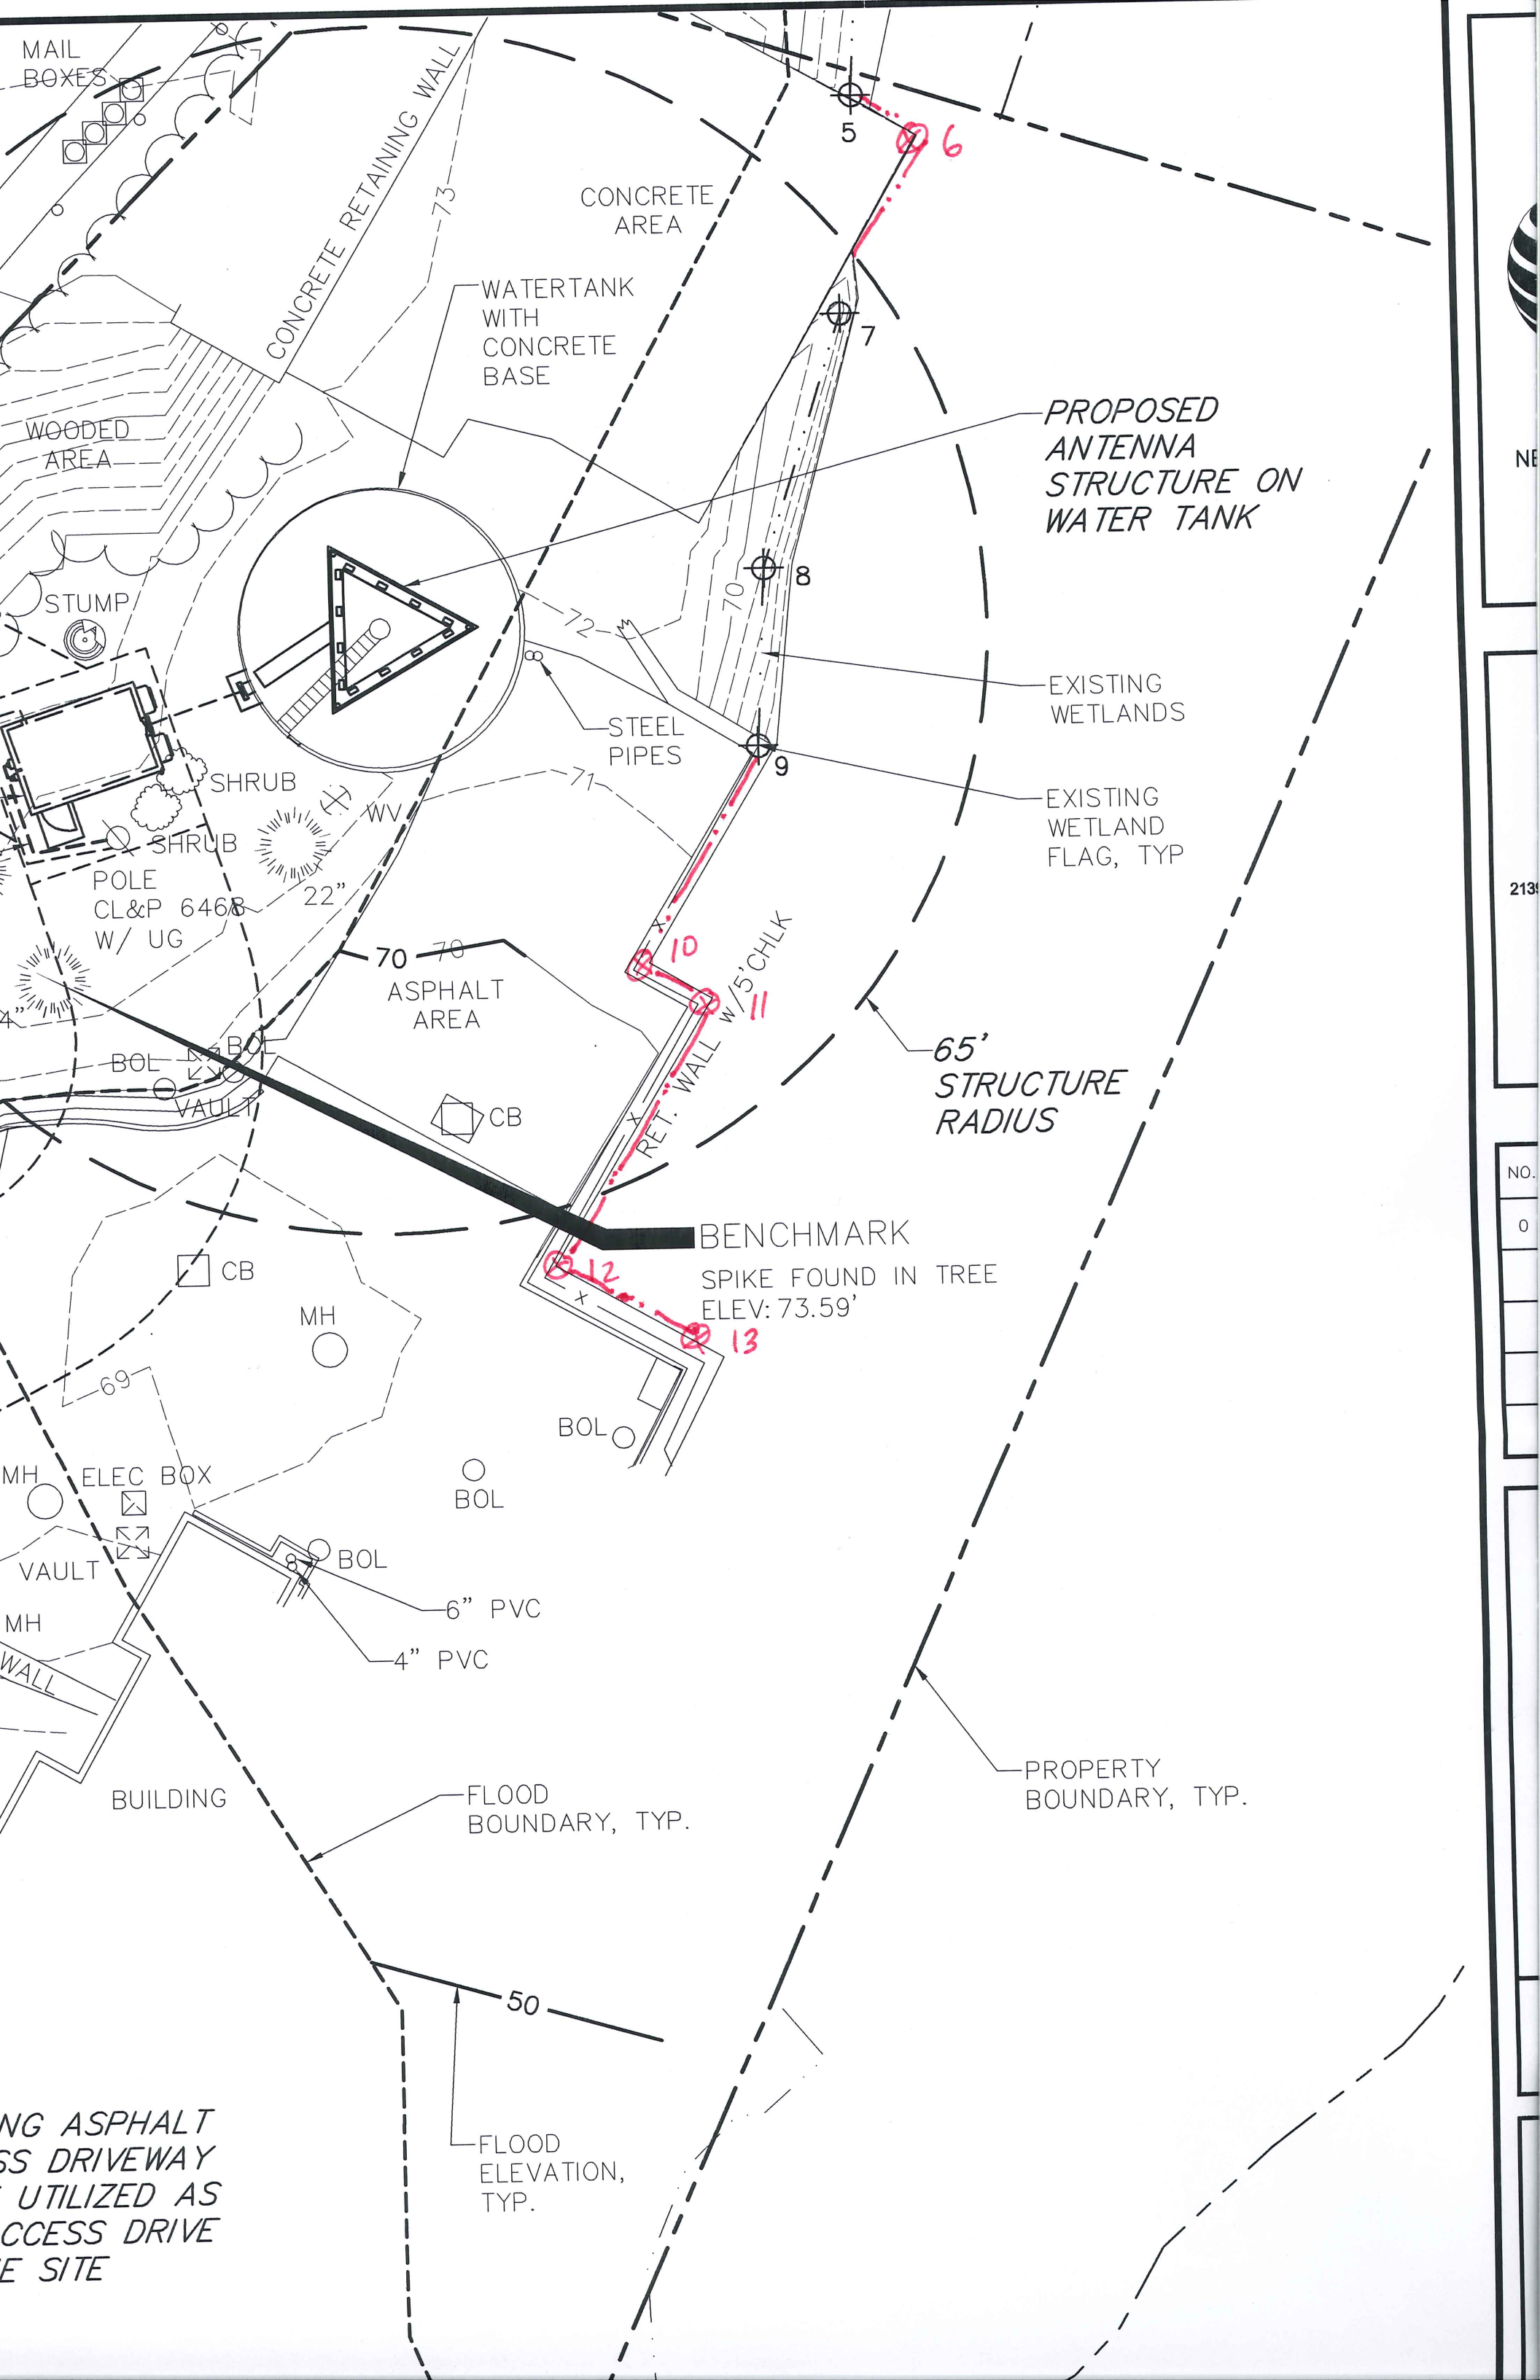 MAIL
BOXES
CONCRETE RETAINING WALL
73
CONCRETE
AREA
5
6
WATERTANK
WITH
CONCRETE
BASE
7
WOODED
AREA
PROPOSED
ANTENNA
STRUCTURE ON
WATER TANK
NE
STUMP
72
70
8
EXISTING
WETLANDS
STEEL
PIPES
9
SHRUB
71
WV
SHRUB
EXISTING
WETLAND
FLAG, TYP
POLE
CL&P 6468
W/ UG
22"
2139
70
70
10
ASPHALT
AREA
11
4"
RET. WALL w/5'CHLK
BOL
BOL
VAULT
CB
65'
STRUCTURE
RADIUS
NO.
0
BENCHMARK
SPIKE FOUND IN TREE
ELEV: 73.59'
12
13
CB
MH
69
BOL
MH
ELEC BOX
BOL
VAULT
BOL
6" PVC
4" PVC
MH
WALL
BUILDING
FLOOD
BOUNDARY, TYP.
PROPERTY
BOUNDARY, TYP.
50
FLOOD
ELEVATION,
TYP.
NG ASPHALT
SS DRIVEWAY
UTILIZED AS
CCESS DRIVE
E SITE